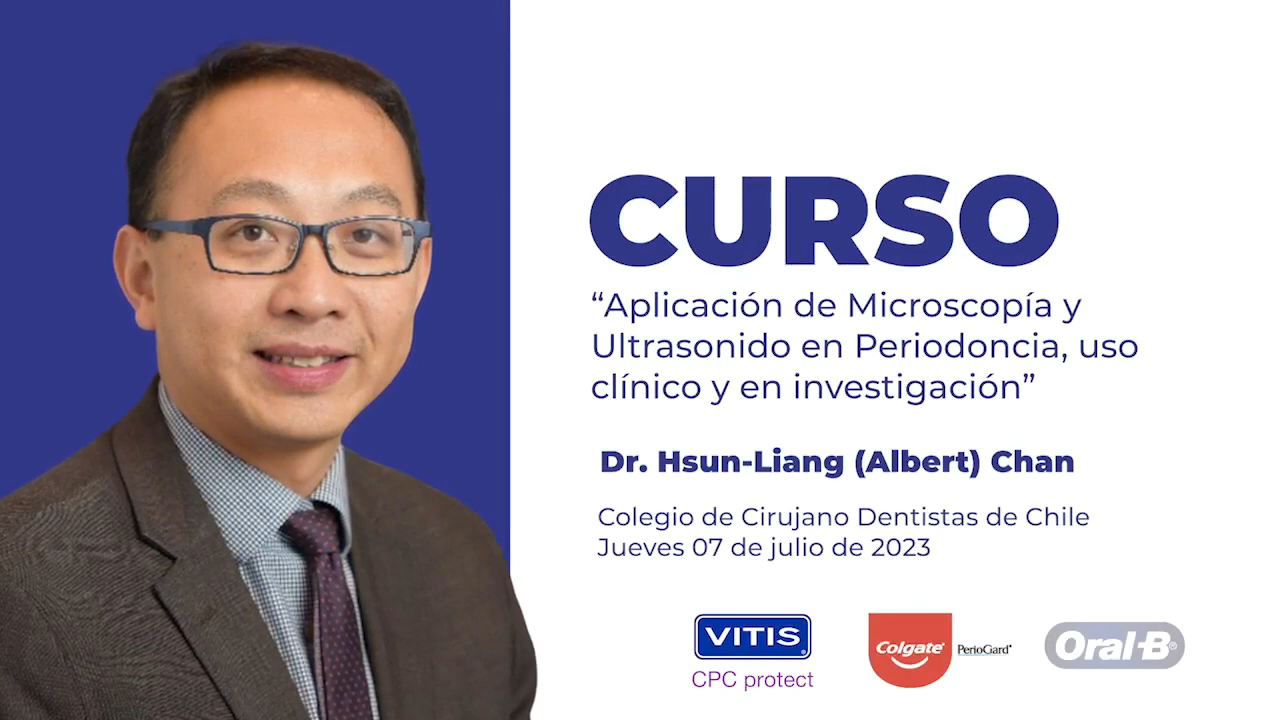 CURSO
“Aplicación de Microscopía y
Ultrasonido en Periodoncia, uso
clínico y en investigación”
Dr. Hsun-Liang (Albert) Chan
Colegio de Cirujano Dentistas de Chile
Jueves 07 de julio de 2023
VITIS®
CPC protect
Colgate®
PerioGard®
Oral-B®